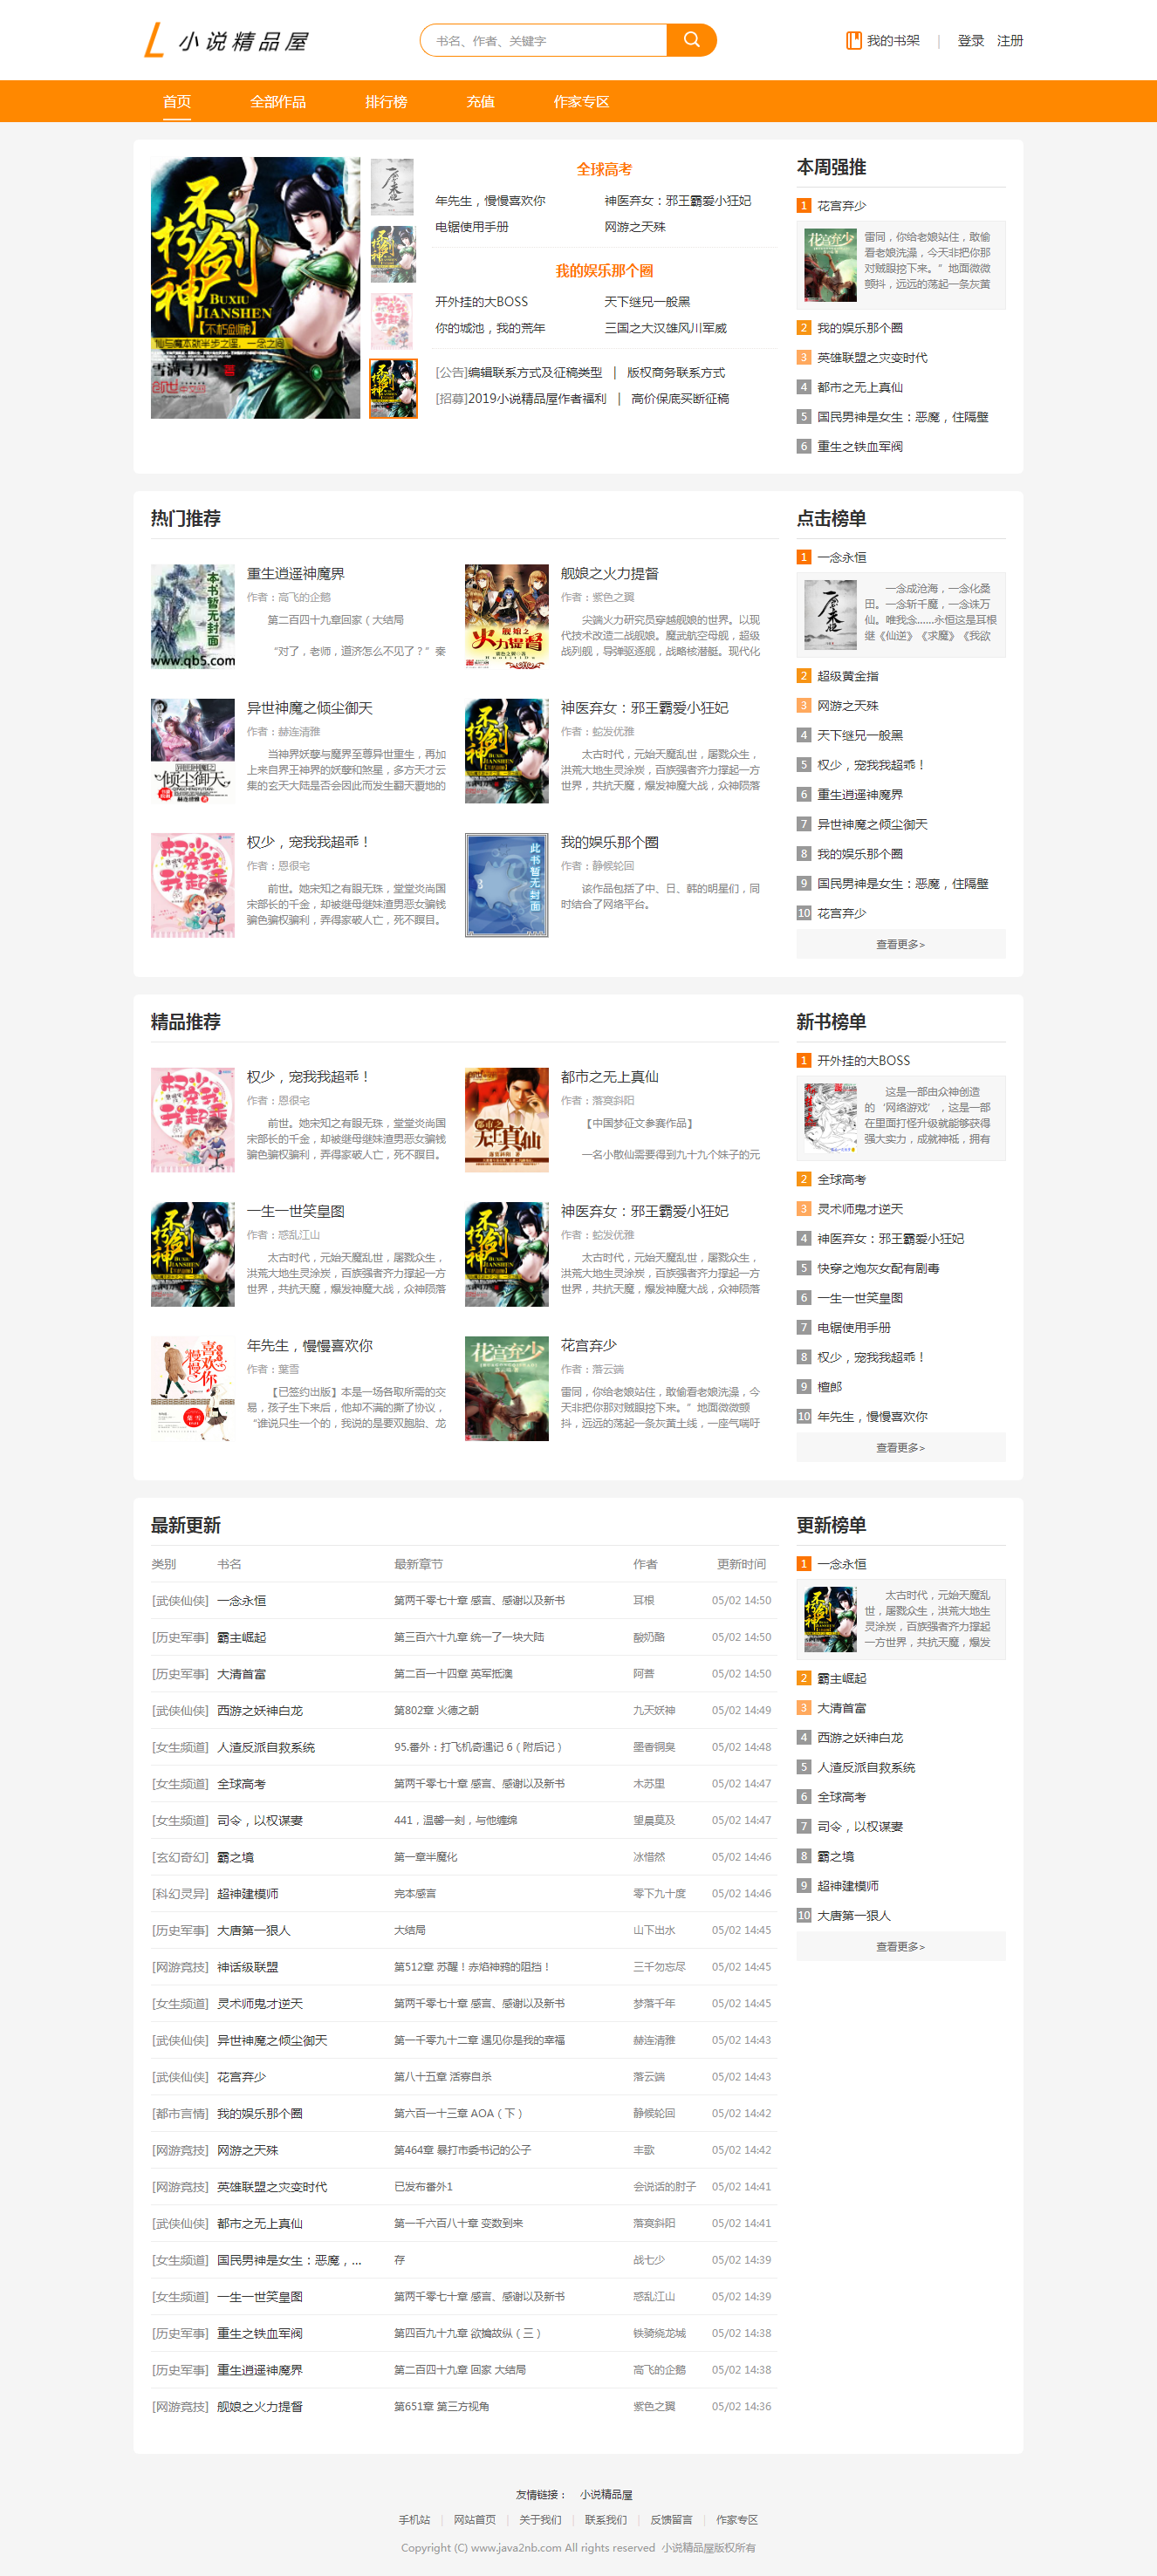 小说精品屋
书名、作者、关键字
我的书架 | 登录 注册
首页 全部作品 排行榜 充值 作家专区
不朽剑神
BUXIU
JIANSHEN
【不朽剑神】
仙与魔本就半步之遥,一念之间
全球高考
年先生，慢慢喜欢你 神医弃女：邪王霸爱小狂妃
电锯使用手册 网游之天殊
我的娱乐那个圈
开外挂的大BOSS 天下继兄一般黑
你的城池，我的荒年 三国之大汉雄风川军威
[公告]编辑联系方式及征稿类型 | 版权商务联系方式
[招募]2019小说精品屋作者福利 | 高价保底买断征稿
本周强推
1 花宫弃少
雷同，你给老娘站住，敢偷
看老娘洗澡，今天非把你那
对贼眼挖下来。”地面微微
颤抖，远远的荡起一条灰黄
2 我的娱乐那个圈
3 英雄联盟之灾变时代
4 都市之无上真仙
5 国民男神是女生：恶魔，住隔壁
6 重生之铁血军阀
热门推荐
本书暂无封面
www.qb5.com
重生逍遥神魔界
作者：高飞的企鹅
第二百四十九章回家（大结局
“对了，老师，道济怎么不见了？”秦
舰娘之火力提督
作者：紫色之翼
尖端火力研究员穿越舰娘的世界。以现
代技术改造二战舰娘。魔武航空母舰，超级
战列舰，导弹驱逐舰，战略核潜艇。现代化
异世神魔之倾尘御天
作者：赫连清雅
当神界妖孽与魔界至尊异世重生，再加
上来自界王神界的妖孽和煞星，多方天才云
集的玄天大陆是否会因此而发生翻天覆地的
神医弃女：邪王霸爱小狂妃
作者：蛇发优雅
太古时代，元始天魔乱世，屠戮众生，
洪荒大地生灵涂炭，百族强者齐力撑起一方
世界，共抗天魔，爆发神魔大战，众神陨落
权少，宠我我超乖！
作者：恩很宅
前世。她宋知之有眼无珠，堂堂炎尚国
宋部长的千金，却被继母继妹渣男恶女骗钱
骗色骗权骗利，弄得家破人亡，死不瞑目。
此书暂无封面
我的娱乐那个圈
作者：静候轮回
该作品包括了中、日、韩的明星们，同
时结合了网络平台。
点击榜单
1 一念永恒
一念成沧海，一念化桑
田。一念斩千魔，一念诛万
仙。唯我念……永恒这是耳根
继《仙逆》《求魔》《我欲
2 超级黄金指
3 网游之天殊
4 天下继兄一般黑
5 权少，宠我我超乖！
6 重生逍遥神魔界
7 异世神魔之倾尘御天
8 我的娱乐那个圈
9 国民男神是女生：恶魔，住隔壁
10 花宫弃少
查看更多>
精品推荐
权少，宠我我超乖！
作者：恩很宅
前世。她宋知之有眼无珠，堂堂炎尚国
宋部长的千金，却被继母继妹渣男恶女骗钱
骗色骗权骗利，弄得家破人亡，死不瞑目。
都市之无上真仙
作者：落寞斜阳
【中国梦征文参赛作品】
一名小散仙需要得到九十九个妹子的元
一生一世笑皇图
作者：惑乱江山
太古时代，元始天魔乱世，屠戮众生，
洪荒大地生灵涂炭，百族强者齐力撑起一方
世界，共抗天魔，爆发神魔大战，众神陨落
神医弃女：邪王霸爱小狂妃
作者：蛇发优雅
太古时代，元始天魔乱世，屠戮众生，
洪荒大地生灵涂炭，百族强者齐力撑起一方
世界，共抗天魔，爆发神魔大战，众神陨落
年先生，慢慢喜欢你
作者：葉雪
【已签约出版】本是一场各取所需的交
易，孩子生下来后，他却不满的撕了协议，
“谁说只生一个的，我说的是要双胞胎、龙
花宫弃少
作者：落云端
雷同，你给老娘站住，敢偷看老娘洗澡，今
天非把你那对贼眼挖下来。”地面微微颤
抖，远远的荡起一条灰黄土线，一座气喘吁
新书榜单
1 开外挂的大BOSS
这是一部由众神创造
的‘网络游戏’，这是一部
在里面打怪升级就能够获得
强大实力，成就神祗，拥有
2 全球高考
3 灵术师鬼才逆天
4 神医弃女：邪王霸爱小狂妃
5 快穿之炮灰女配有剧毒
6 一生一世笑皇图
7 电锯使用手册
8 权少，宠我我超乖！
9 檀郎
10 年先生，慢慢喜欢你
查看更多>
最新更新
类别 书名 最新章节 作者 更新时间
[武侠仙侠] 一念永恒 第两千零七十章 感言、感谢以及新书 耳根 05/02 14:50
[历史军事] 霸主崛起 第三百六十九章 统一了一块大陆 酸奶酪 05/02 14:50
[历史军事] 大清首富 第二百一十四章 英军抵澳 阿菩 05/02 14:50
[武侠仙侠] 西游之妖神白龙 第802章 火德之朝 九天妖神 05/02 14:49
[女生频道] 人渣反派自救系统 95.番外：打飞机奇遇记 6（附后记） 墨香铜臭 05/02 14:48
[女生频道] 全球高考 第两千零七十章 感言、感谢以及新书 木苏里 05/02 14:47
[女生频道] 司令，以权谋妻 441，温馨一刻，与他缠绵 望晨莫及 05/02 14:47
[玄幻奇幻] 霸之境 第一章半魔化 冰惜然 05/02 14:46
[科幻灵异] 超神建模师 完本感言 零下九十度 05/02 14:46
[历史军事] 大唐第一狠人 大结局 山下出水 05/02 14:45
[网游竞技] 神话级联盟 第512章 苏醒！赤焰神鸦的阻挡！ 三千勿忘尽 05/02 14:45
[女生频道] 灵术师鬼才逆天 第两千零七十章 感言、感谢以及新书 梦落千年 05/02 14:45
[武侠仙侠] 异世神魔之倾尘御天 第一千零九十二章 遇见你是我的幸福 赫连清雅 05/02 14:43
[武侠仙侠] 花宫弃少 第八十五章 活寡自杀 落云端 05/02 14:43
[都市言情] 我的娱乐那个圈 第六百一十三章 AOA（下） 静候轮回 05/02 14:42
[网游竞技] 网游之天殊 第464章 暴打市委书记的公子 丰歌 05/02 14:42
[网游竞技] 英雄联盟之灾变时代 已发布番外1 会说话的肘子 05/02 14:41
[武侠仙侠] 都市之无上真仙 第一千六百八十章 变数到来 落寞斜阳 05/02 14:41
[女生频道] 国民男神是女生：恶魔，... 存 战七少 05/02 14:39
[女生频道] 一生一世笑皇图 第两千零七十章 感言、感谢以及新书 惑乱江山 05/02 14:39
[历史军事] 重生之铁血军阀 第四百九十九章 欲擒故纵（三） 铁骑绕龙城 05/02 14:38
[历史军事] 重生逍遥神魔界 第二百四十九章 回家 大结局 高飞的企鹅 05/02 14:38
[网游竞技] 舰娘之火力提督 第651章 第三方视角 紫色之翼 05/02 14:36
更新榜单
1 一念永恒
太古时代，元始天魔乱
世，屠戮众生，洪荒大地生
灵涂炭，百族强者齐力撑起
一方世界，共抗天魔，爆发
2 霸主崛起
3 大清首富
4 西游之妖神白龙
5 人渣反派自救系统
6 全球高考
7 司令，以权谋妻
8 霸之境
9 超神建模师
10 大唐第一狠人
查看更多>
友情链接： 小说精品屋
手机站 | 网站首页 | 关于我们 | 联系我们 | 反馈留言 | 作家专区
Copyright (C) www.java2nb.com All rights reserved 小说精品屋版权所有